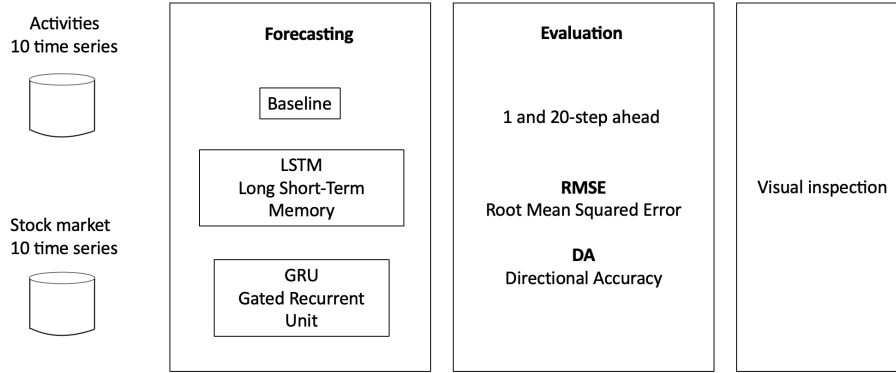 Activities
10 time series
Stock market
10 time series
Forecasting
Baseline
LSTM
Long Short-Term
Memory
GRU
Gated Recurrent
Unit
Evaluation
1 and 20-step ahead
RMSE
Root Mean Squared Error
DA
Directional Accuracy
Visual inspection